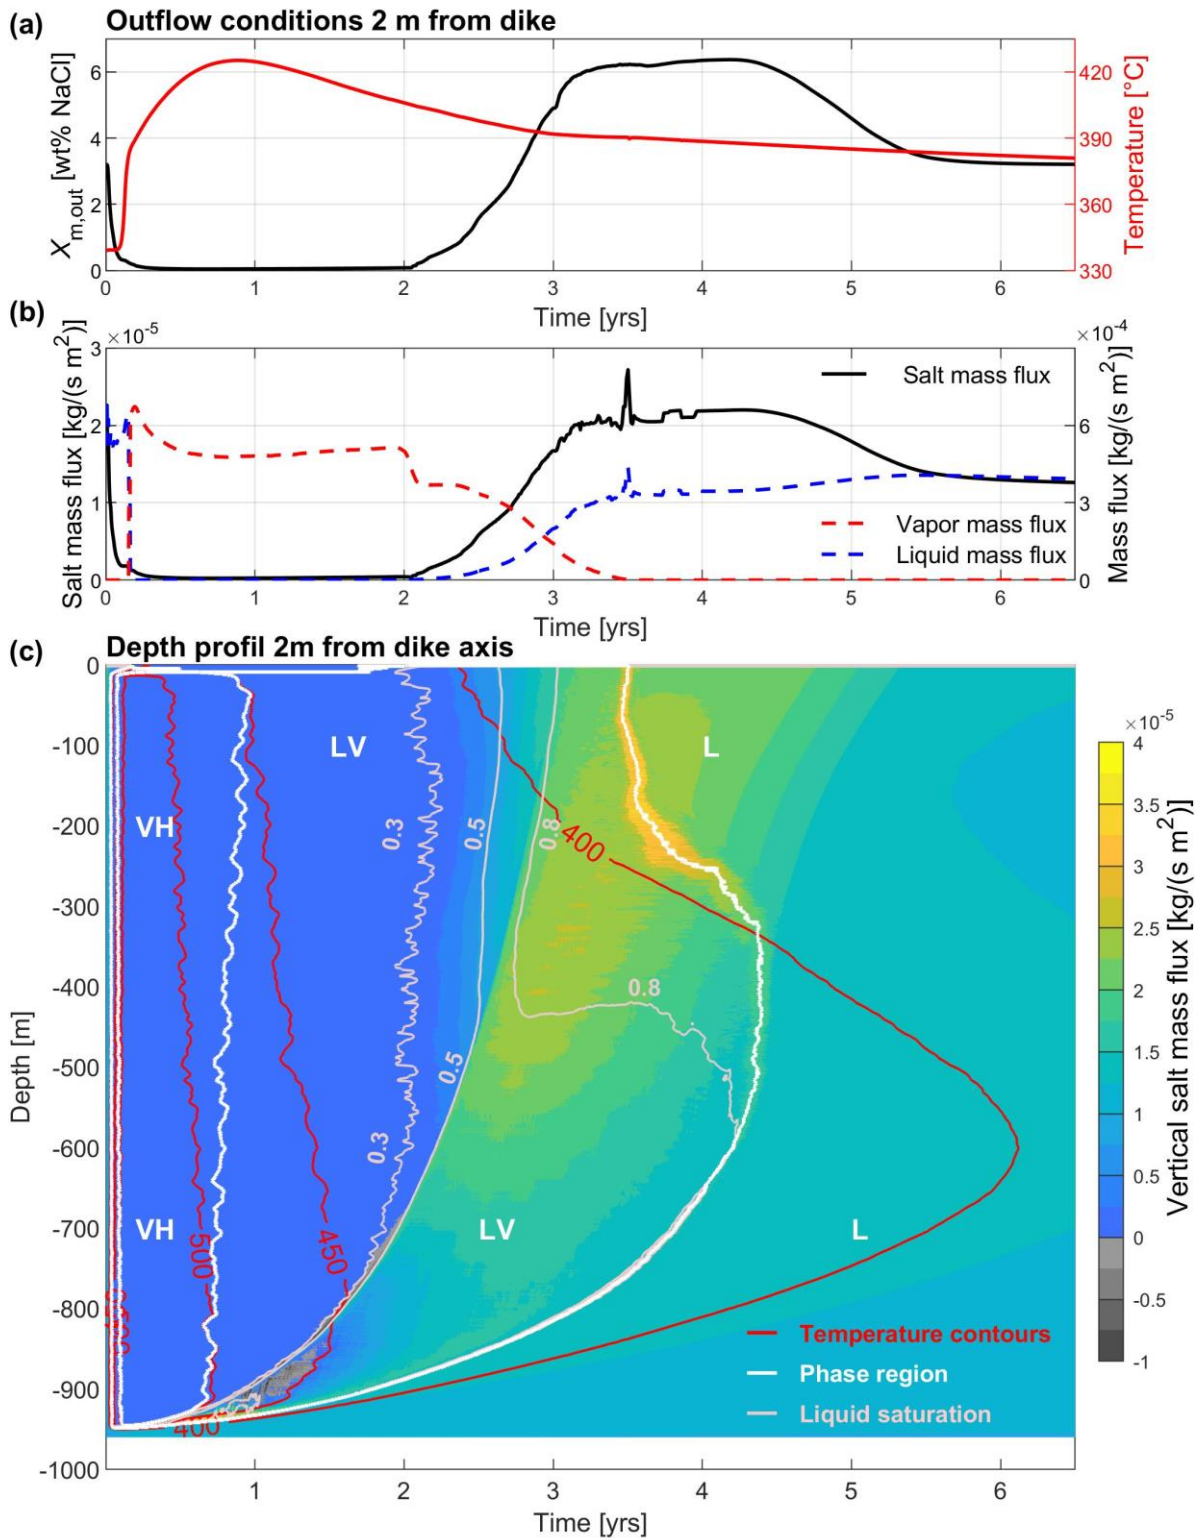 (a)
Outflow conditions 2 m from dike
X_m,out [wt% NaCl]
6
4
2
0
420
390
360
330
Temperature [°C]
0 1 2 3 4 5 6
Time [yrs]
(b)
×10^-5
×10^-4
Salt mass flux [kg/(s m^2)]
3
2
1
0
6
3
0
Mass flux [kg/(s m^2)]
Salt mass flux
Vapor mass flux
Liquid mass flux
0 1 2 3 4 5 6
Time [yrs]
(c)
Depth profil 2m from dike axis
Depth [m]
0
-100
-200
-300
-400
-500
-600
-700
-800
-900
-1000
LV
L
VH
0.3
0.5
0.8
400
0.8
0.5
0.3
VH
500
450
LV
L
400
Temperature contours
Phase region
Liquid saturation
0 1 2 3 4 5 6
Time [yrs]
×10^-5
4
3.5
3
2.5
2
1.5
1
0.5
0
-0.5
-1
Vertical salt mass flux [kg/(s m^2)]